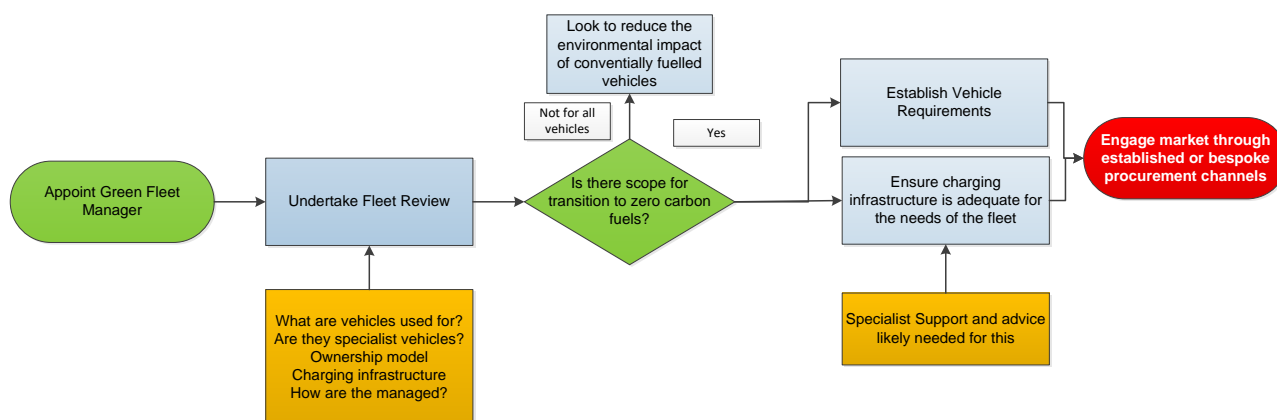 Look to reduce the
environmental impact
of conventially fuelled
vehicles
Not for all
vehicles
Yes
Establish Vehicle
Requirements
Engage market through
established or bespoke
procurement channels
Appoint Green Fleet
Manager
Undertake Fleet Review
Is there scope for
transition to zero carbon
fuels?
Ensure charging
infrastructure is adequate for
the needs of the fleet
What are vehicles used for?
Are they specialist vehicles?
Ownership model
Charging infrastructure
How are the managed?
Specialist Support and advice
likely needed for this